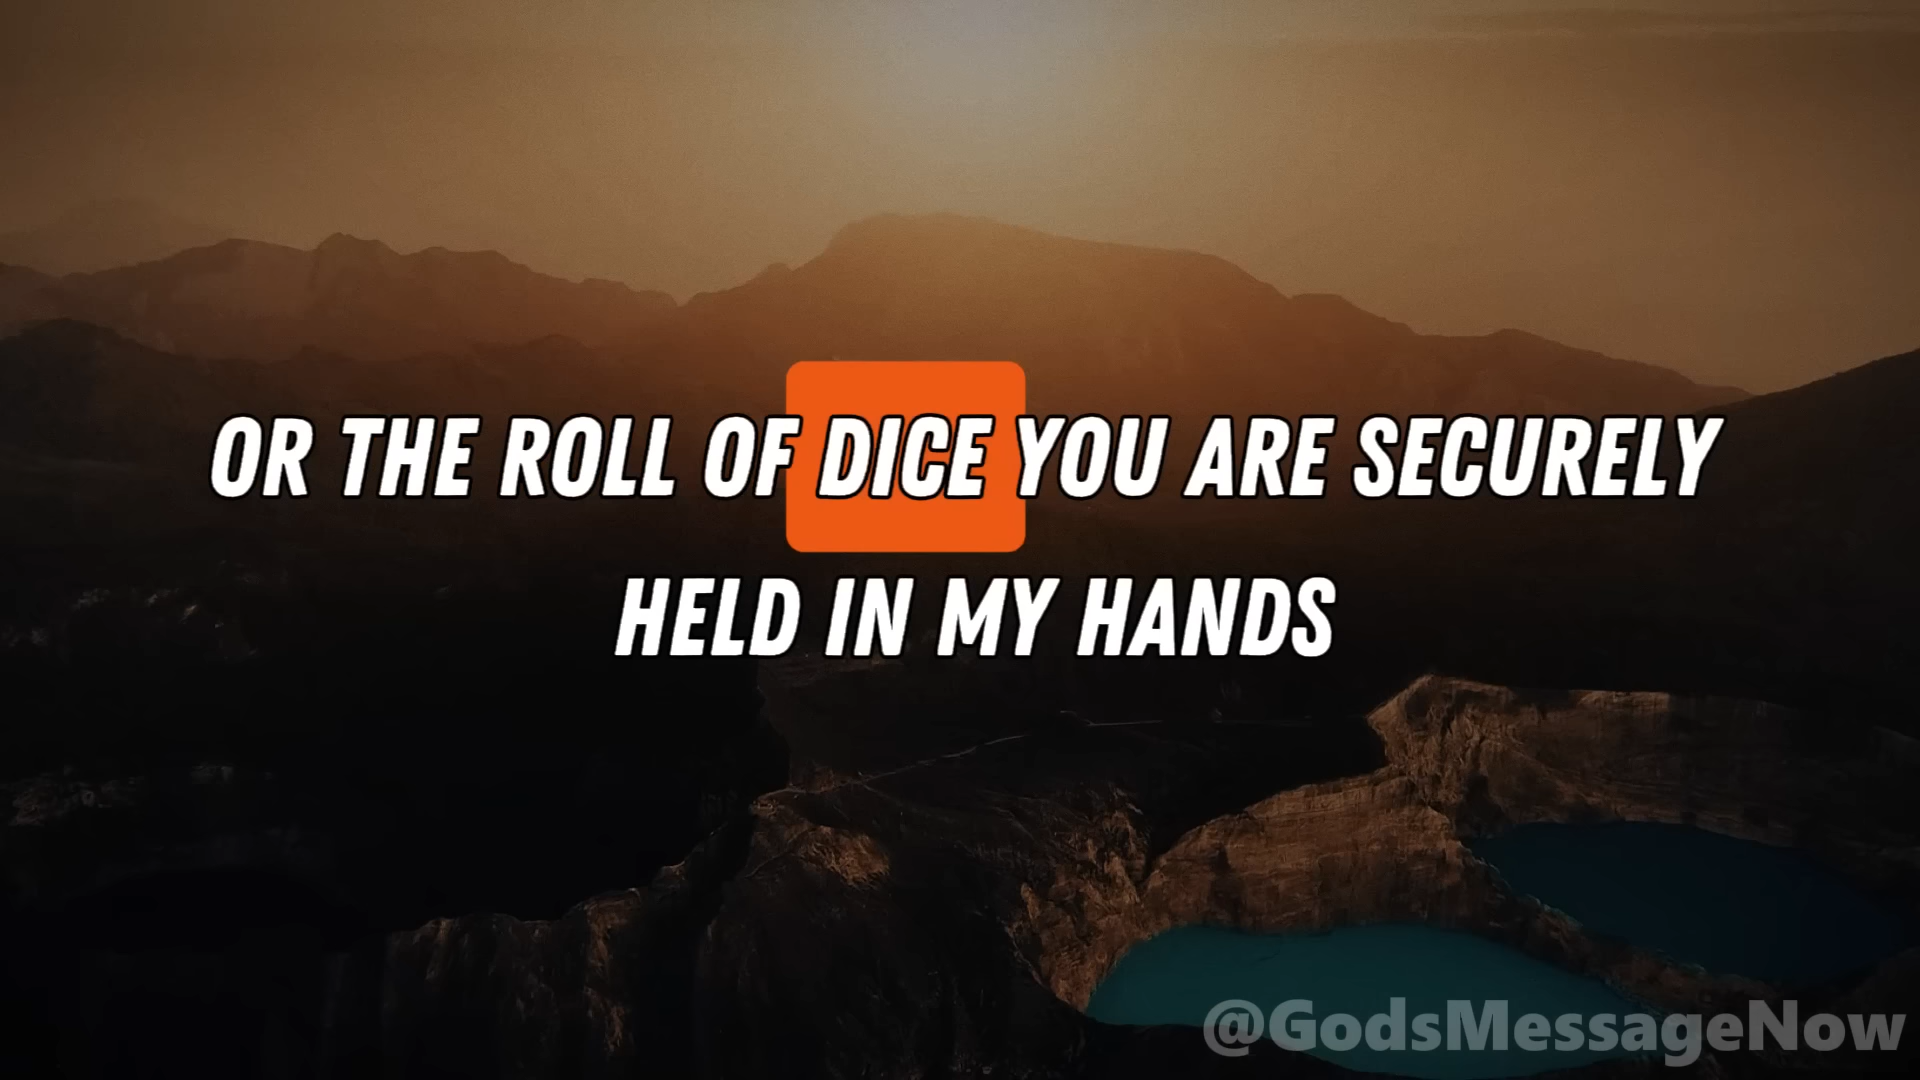 OR THE ROLL OF DICE YOU ARE SECURELY
HELD IN MY HANDS
@GodsMessageNow